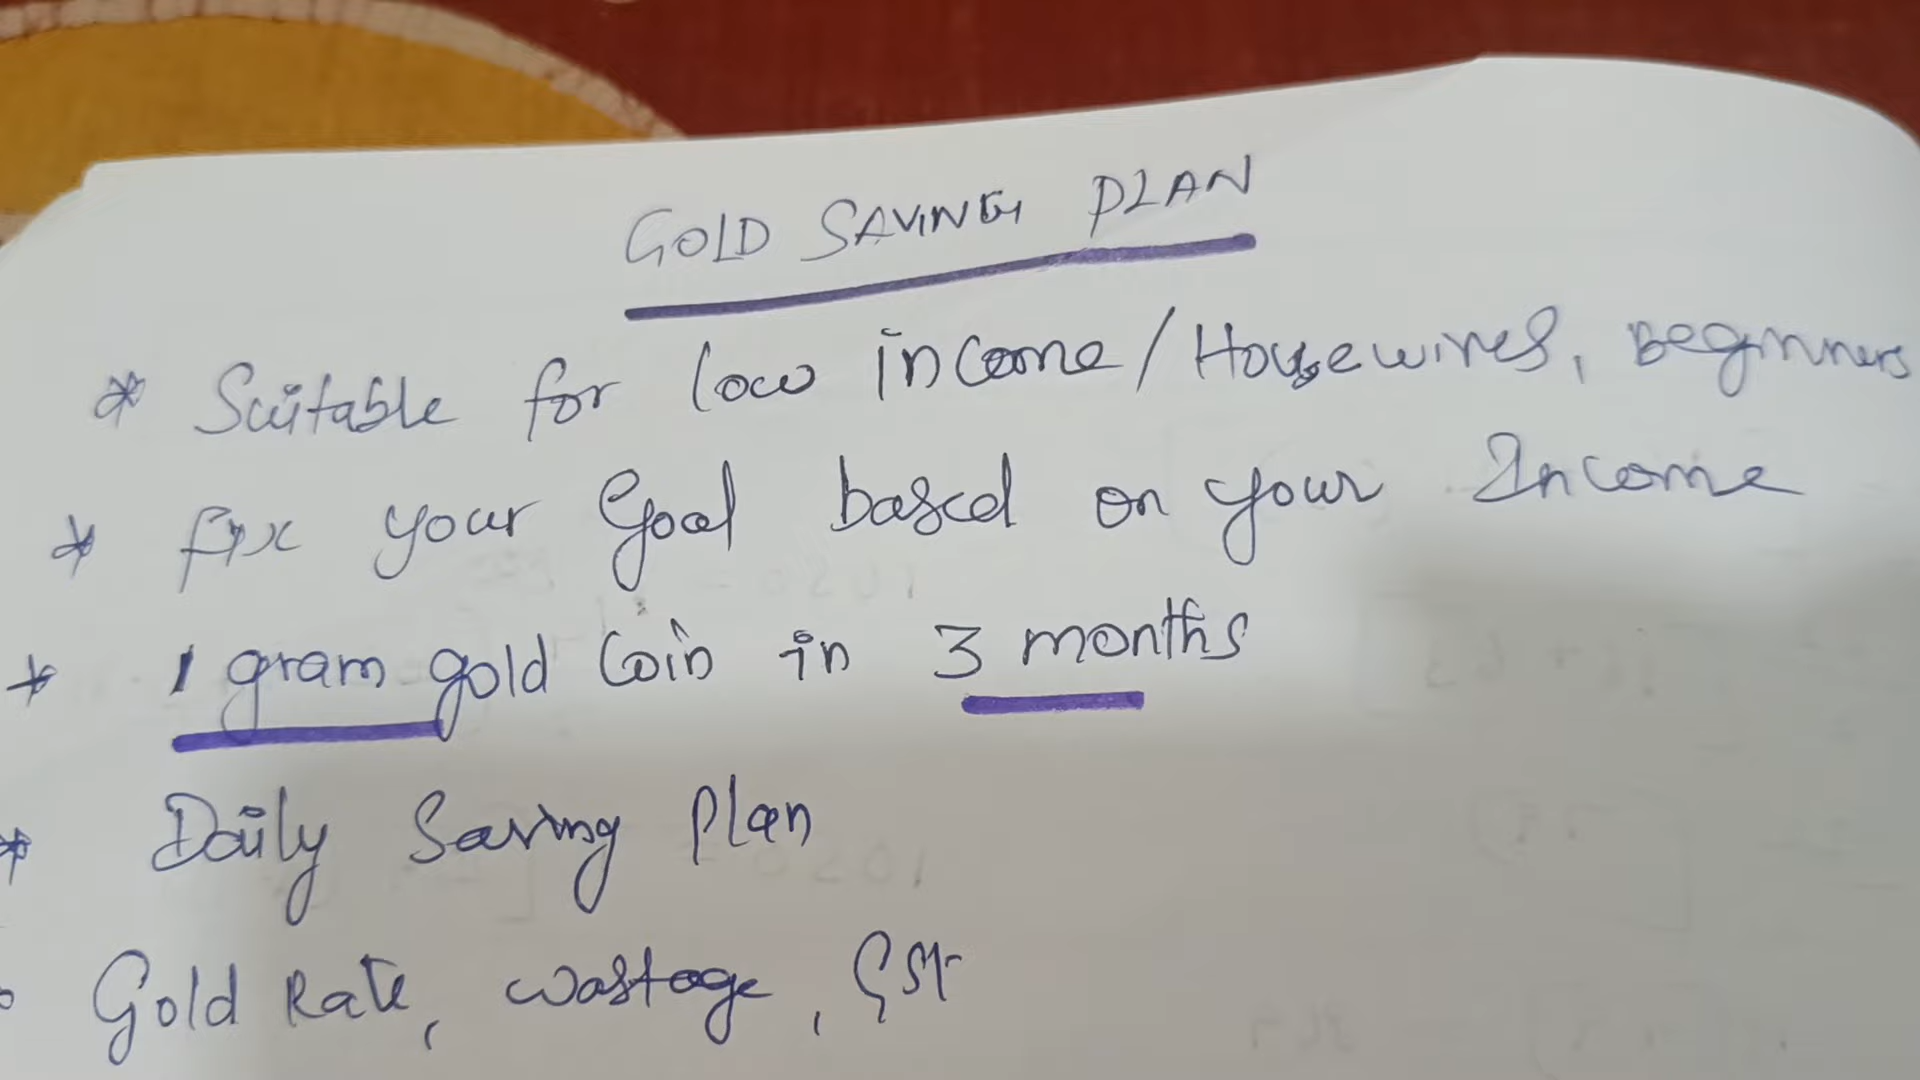 GOLD SAVING PLAN
* Suitable for low income/Housewives, Beginners
* fix your Goal based on your Income
* 1 gram gold Coin in 3 months
* Daily Saving Plan
Gold Rate, wastage, GST